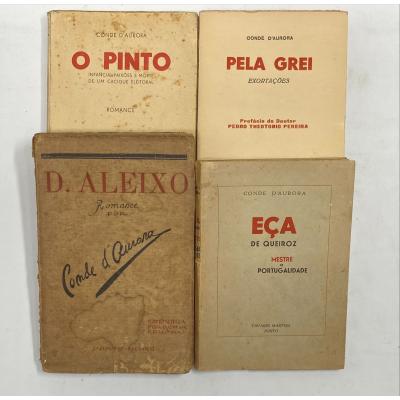 CONDE D'AURORA
O PINTO
INFANCIA, PAIXÕES E MORTE
DE UM CACIQUE ELEITORAL
ROMANCE
CONDE D'AURORA
PELA GREI
EXORTAÇÕES
Prefácio do Doutor
PEDRO THEOTONIO PEREIRA
D. ALEIXO
Romance
por
Conde d'Aurora
CONDE D'AURORA
EÇA
DE QUEIROZ
MESTRE
DE
PORTUGALIDADE
TAVARES MARTINS
PORTO